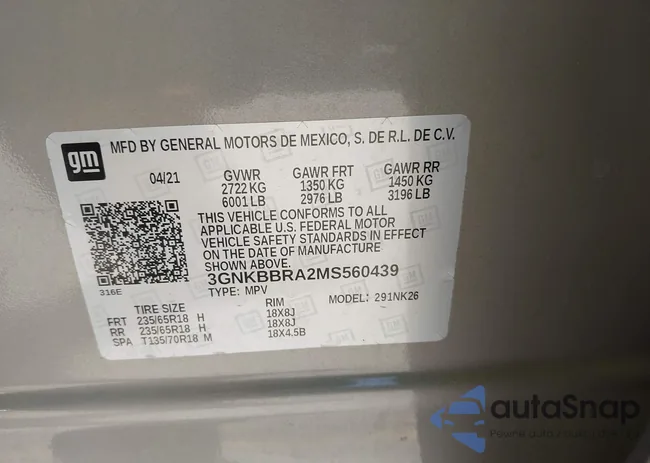 gm
MFD BY GENERAL MOTORS DE MEXICO, S. DE R.L. DE C.V.
04/21 GVWR GAWR FRT GAWR RR
2722 KG 1350 KG 1450 KG
6001 LB 2976 LB 3196 LB
THIS VEHICLE CONFORMS TO ALL
APPLICABLE U.S. FEDERAL MOTOR
VEHICLE SAFETY STANDARDS IN EFFECT
ON THE DATE OF MANUFACTURE
SHOWN ABOVE.
3GNKBBRA2MS560439
316E TYPE: MPV MODEL: 291NK26
TIRE SIZE RIM
FRT 235/65R18 H 18X8J
RR 235/65R18 H 18X8J
SPA T135/70R18 M 18X4.5B
autoSnap